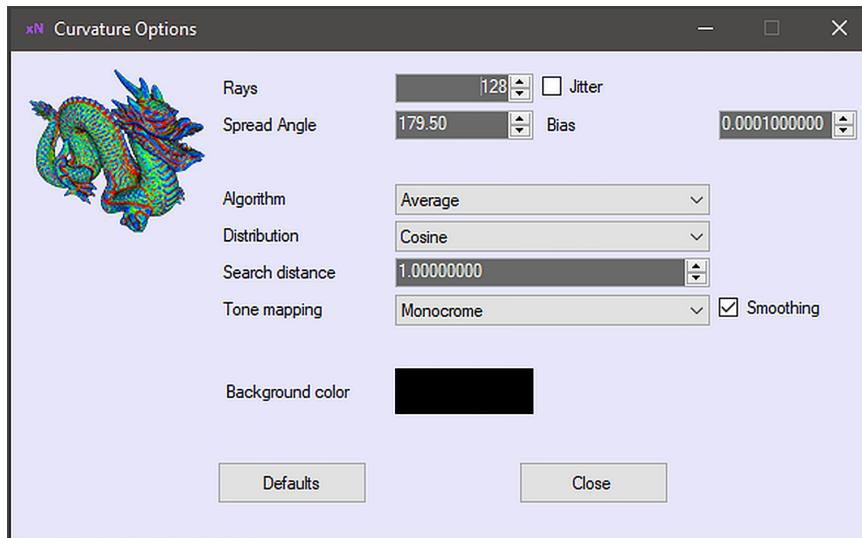 xN Curvature Options
Rays 128 Jitter
Spread Angle 179.50 Bias 0.0001000000
Algorithm Average
Distribution Cosine
Search distance 1.00000000
Tone mapping Monocrome Smoothing
Background color
Defaults Close